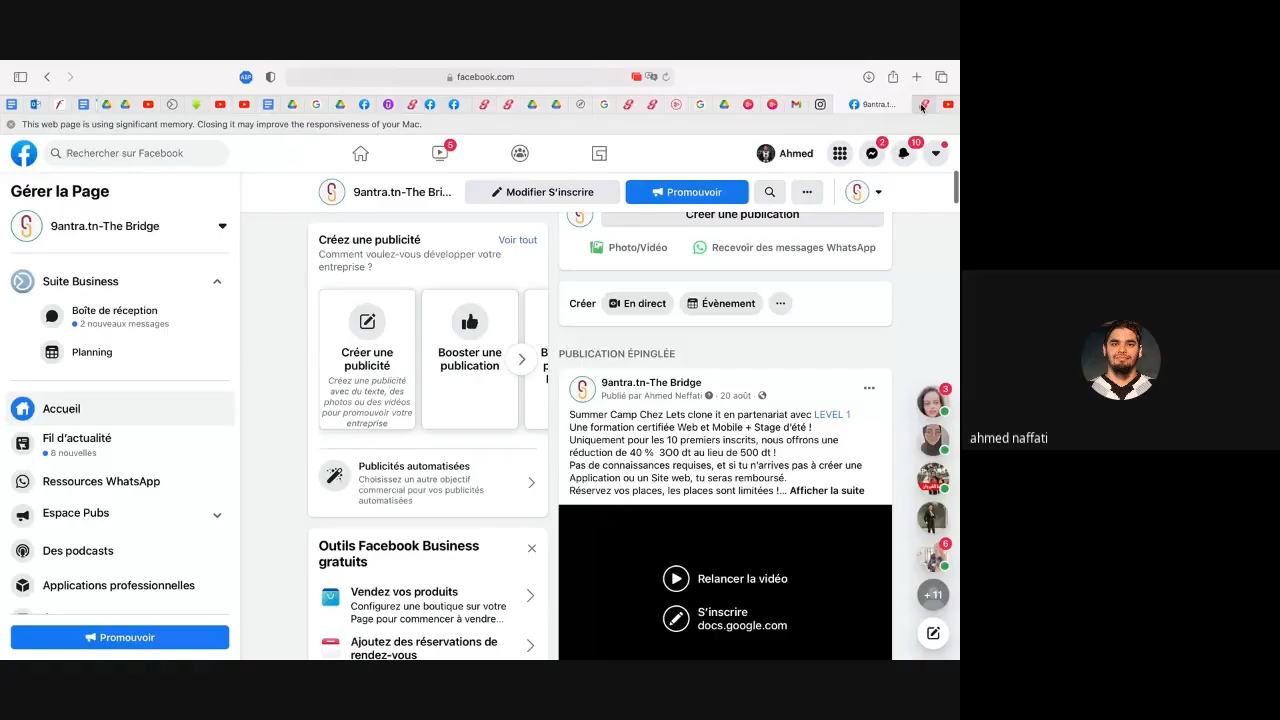 facebook.com
9antra.t...
This web page is using significant memory. Closing it may improve the responsiveness of your Mac.
Rechercher sur Facebook
5
Ahmed
2
10
Gérer la Page
9antra.tn-The Bridge
Suite Business
Boîte de réception
2 nouveaux messages
Planning
Accueil
Fil d'actualité
8 nouvelles
Ressources WhatsApp
Espace Pubs
Des podcasts
Applications professionnelles
Promouvoir
9antra.tn-The Bri...
Modifier S'inscrire
Promouvoir
Créez une publicité
Voir tout
Comment voulez-vous développer votre
entreprise ?
Créer une
publicité
Créez une publicité
avec du texte, des
photos ou des vidéos
pour promouvoir votre
entreprise
Booster une
publication
Publicités automatisées
Choisissez un autre objectif
commercial pour vos publicités
automatisées
Outils Facebook Business
gratuits
Vendez vos produits
Configurez une boutique sur votre
Page pour commencer à vendre...
Ajoutez des réservations de
rendez-vous
Créer une publication
Photo/Vidéo
Recevoir des messages WhatsApp
Créer
En direct
Évènement
PUBLICATION ÉPINGLÉE
9antra.tn-The Bridge
Publié par Ahmed Neffati · 20 août ·
Summer Camp Chez Lets clone it en partenariat avec LEVEL 1
Une formation certifiée Web et Mobile + Stage d'été !
Uniquement pour les 10 premiers inscrits, nous offrons une
réduction de 40 % 3OO dt au lieu de 500 dt !
Pas de connaissances requises, et si tu n'arrives pas à créer une
Application ou un Site web, tu seras remboursé.
Réservez vos places, les places sont limitées !... Afficher la suite
Relancer la vidéo
S'inscrire
docs.google.com
3
6
+ 11
ahmed naffati